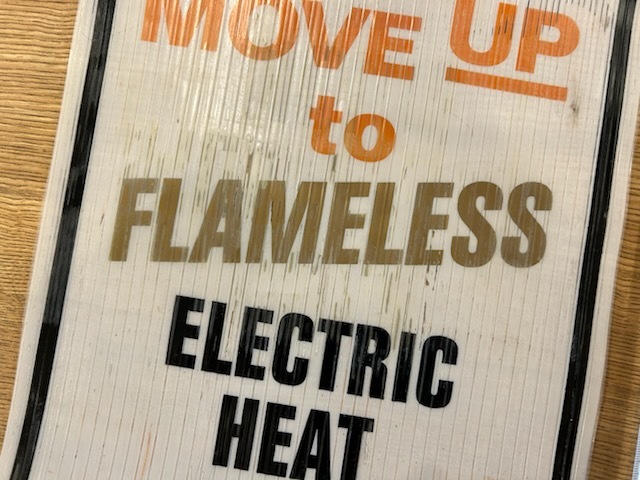 MOVE UP
to
FLAMELESS
ELECTRIC
HEAT